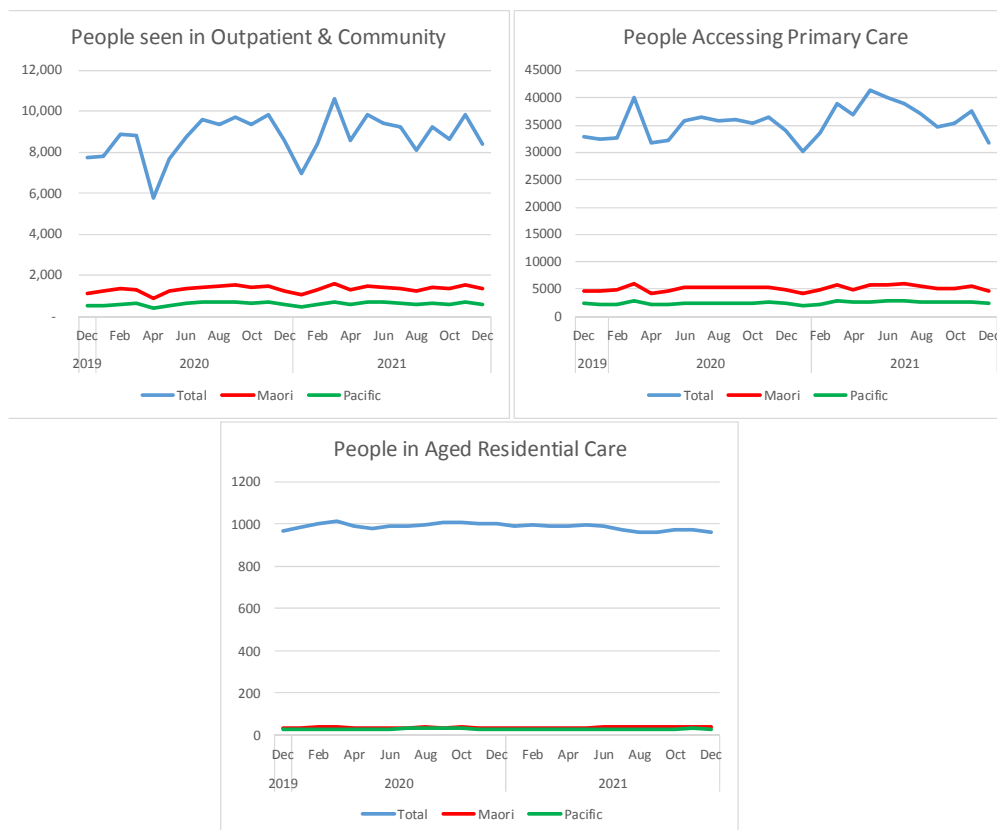 People seen in Outpatient & Community
12,000
10,000
8,000
6,000
4,000
2,000
-
Dec Feb Apr Jun Aug Oct Dec Feb Apr Jun Aug Oct Dec
2019 2020 2021
Total Maori Pacific
People Accessing Primary Care
45000
40000
35000
30000
25000
20000
15000
10000
5000
0
Dec Feb Apr Jun Aug Oct Dec Feb Apr Jun Aug Oct Dec
2019 2020 2021
Total Maori Pacific
People in Aged Residential Care
1200
1000
800
600
400
200
0
Dec Feb Apr Jun Aug Oct Dec Feb Apr Jun Aug Oct Dec
2019 2020 2021
Total Maori Pacific